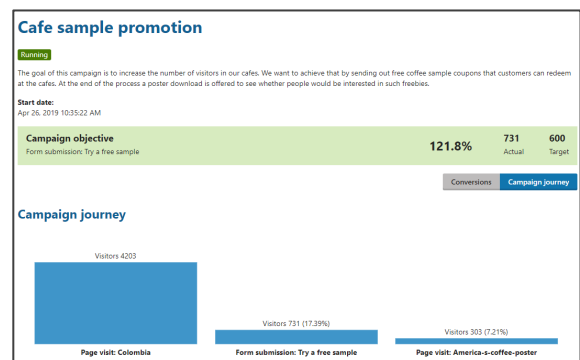 Cafe sample promotion
Running
The goal of this campaign is to increase the number of visitors in our cafes. We want to achieve that by sending out free coffee sample coupons that customers can redeem
at the cafes. At the end of the process a poster download is offered to see whether people would be interested in such freebies.
Start date:
Apr 26, 2019 10:35:22 AM
Campaign objective
Form submission: Try a free sample
121.8%
731
Actual
600
Target
Conversions
Campaign journey
Campaign journey
Visitors 4203
Visitors 731 (17.39%)
Visitors 303 (7.21%)
Page visit: Colombia
Form submission: Try a free sample
Page visit: America-s-coffee-poster